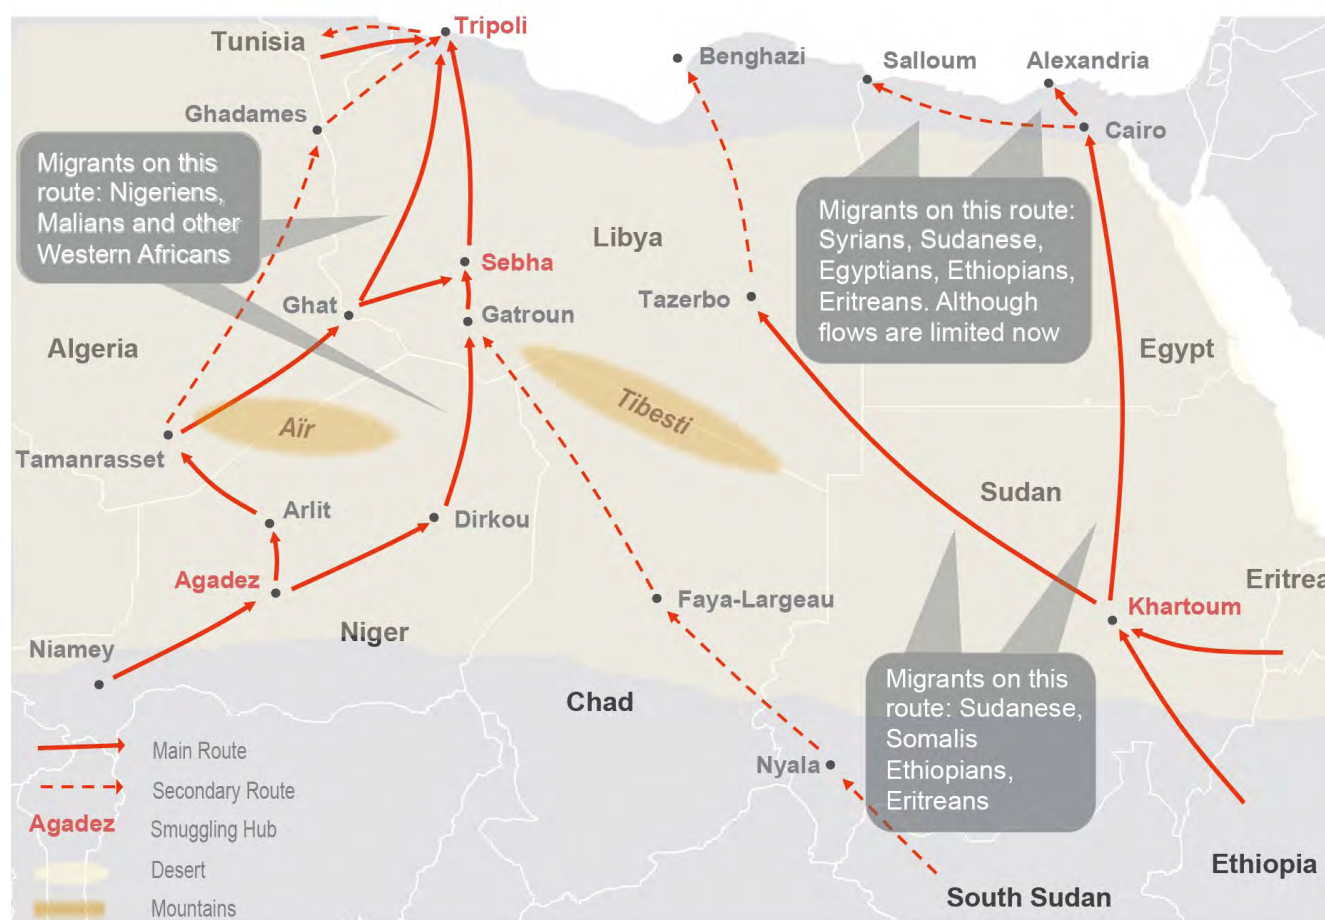 Tripoli
Tunisia
Benghazi
Salloum
Alexandria
Ghadames
Cairo
Migrants on this
route: Nigeriens,
Malians and other
Western Africans
Migrants on this route:
Syrians, Sudanese,
Egyptians, Ethiopians,
Eritreans. Although
flows are limited now
Libya
Sebha
Ghat
Gatroun
Tazerbo
Algeria
Egypt
Aïr
Tibesti
Tamanrasset
Arlit
Dirkou
Sudan
Agadez
Eritrea
Faya-Largeau
Khartoum
Niger
Niamey
Chad
Migrants on this
route: Sudanese,
Somalis
Ethiopians,
Eritreans
Nyala
Ethiopia
South Sudan
Main Route
Secondary Route
Agadez Smuggling Hub
Desert
Mountains